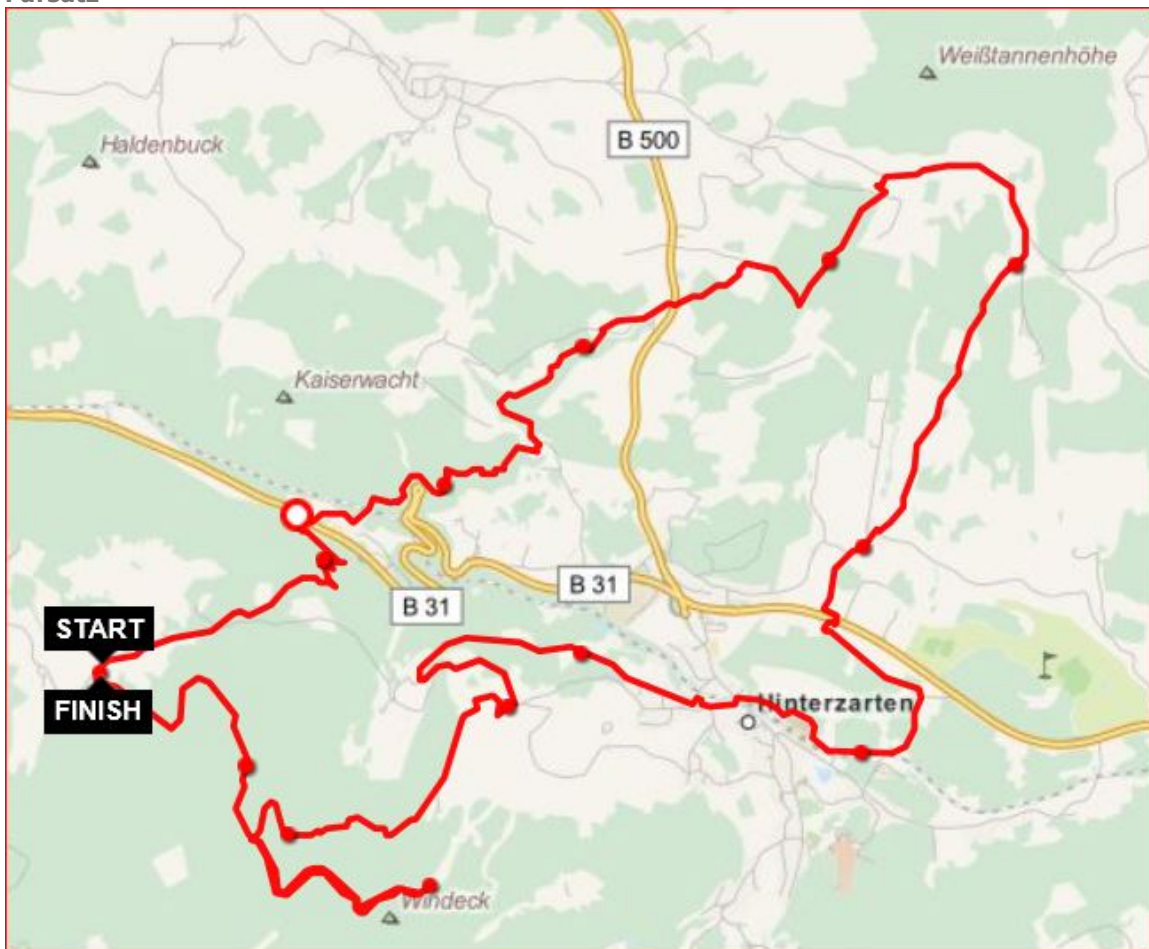 Weißtannenhöhe
B 500
Haldenbuck
Kaiserwacht
B 31
B 31
START
FINISH
Hinterzarten
Windeck